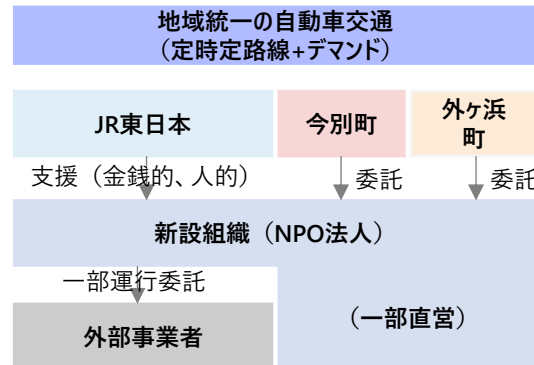 地域統一の自動車交通
（定時定路線+デマンド）
JR東日本
今別町
外ヶ浜
町
支援（金銭的、人的）
委託
委託
新設組織（NPO法人）
一部運行委託
（一部直営）
外部事業者